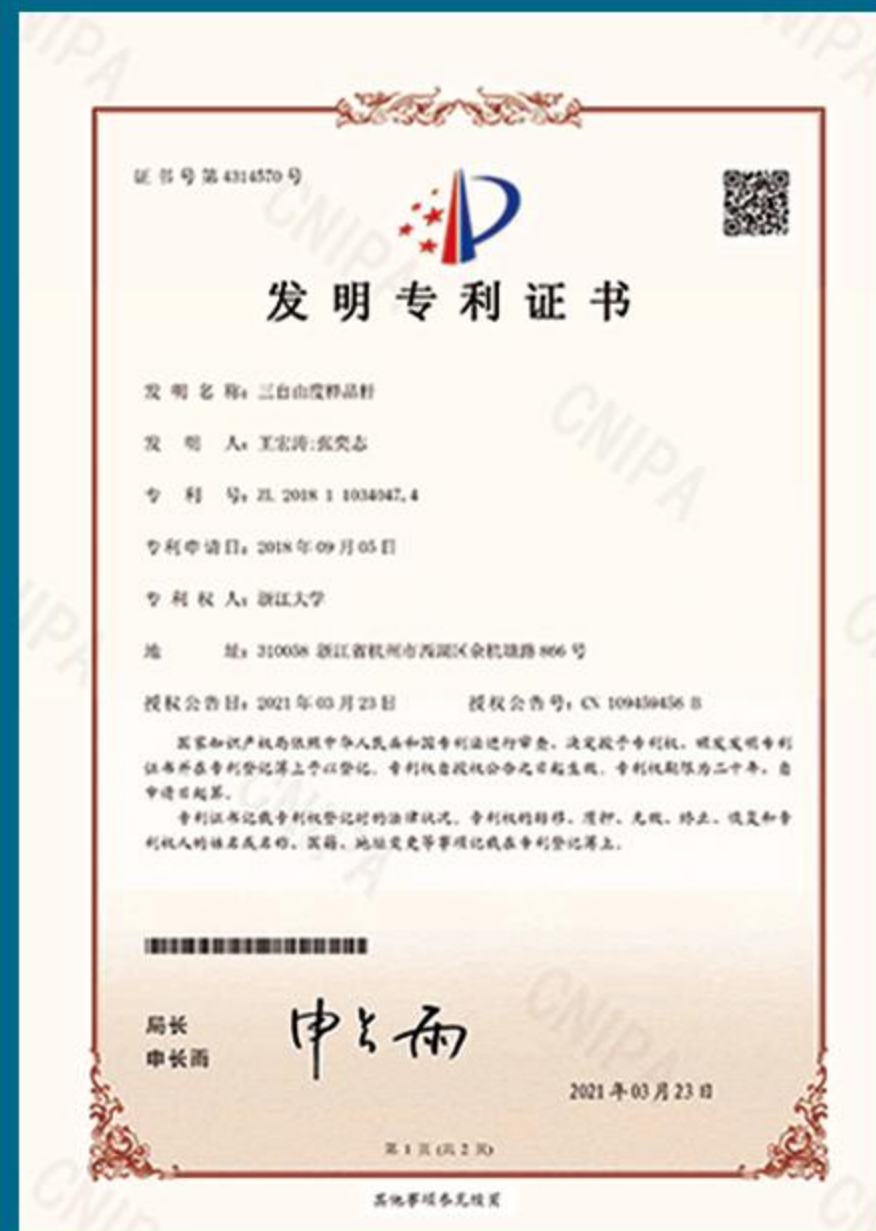 证书号第4314570号
发明专利证书
发明名称：三自由度样品杆
发明人：王宏涛;张奕志
专利号：ZL 2018 1 1034047.4
专利申请日：2018年09月05日
专利权人：浙江大学
地址：310058 浙江省杭州市西湖区余杭塘路866号
授权公告日：2021年03月23日 授权公告号：CN 109459456 B
国家知识产权局依照中华人民共和国专利法进行审查，决定授予专利权，颁发发明专利
证书并在专利登记簿上予以登记。专利权自授权公告之日起生效。专利权期限为二十年，自
申请日起算。
专利证书记载专利权登记时的法律状况。专利权的转移、质押、无效、终止、恢复和专
利权人的姓名或名称、国籍、地址变更等事项记载在专利登记簿上。
局长
申长雨
申长雨
2021年03月23日
第 1 页 (共 2 页)
其他事项参见续页
CNIPA